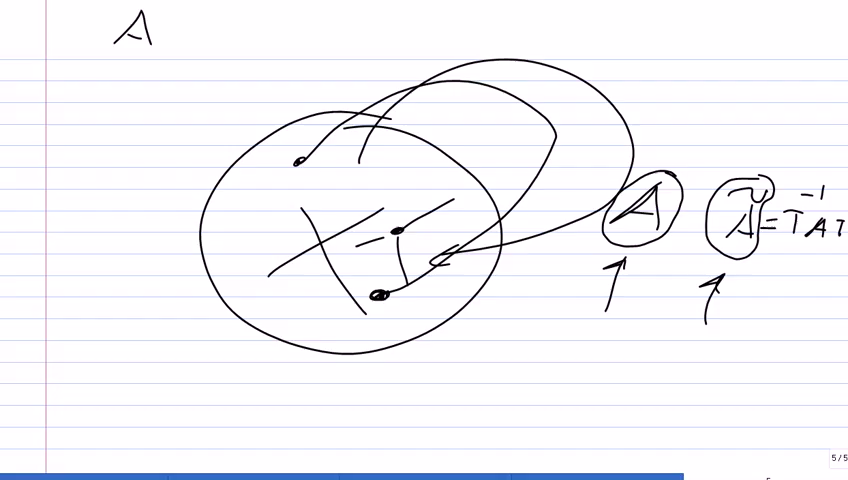 A
A Ã = T⁻¹AT
5/5